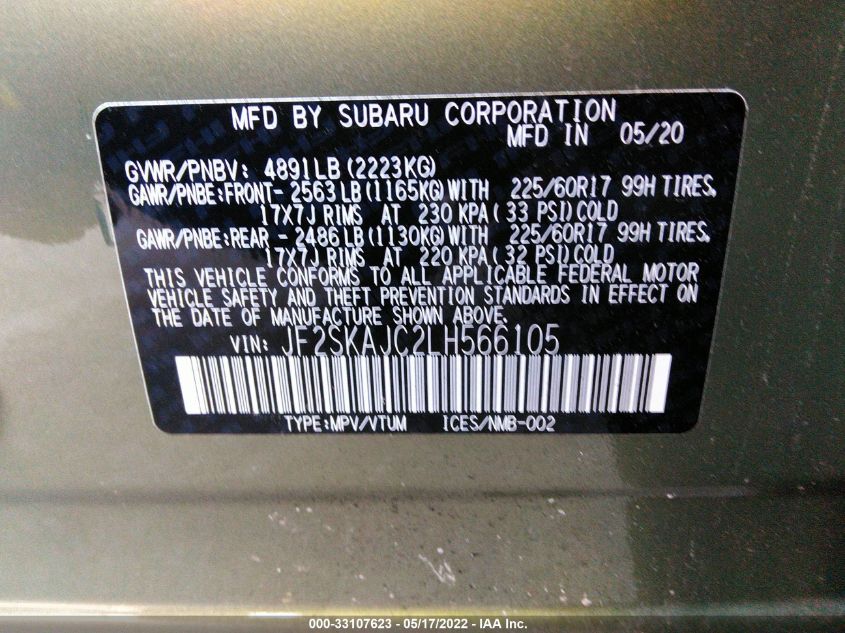 MFD BY SUBARU CORPORATION
MFD IN 05/20
GVWR/PNBV: 4891LB (2223KG)
GAWR/PNBE:FRONT- 2563LB (1165KG)WITH 225/60R17 99H TIRES,
17X7J RIMS AT 230 KPA( 33 PSI)COLD
GAWR/PNBE:REAR - 2486LB (1130KG)WITH 225/60R17 99H TIRES,
17X7J RIMS AT 220 KPA( 32 PSI)COLD
THIS VEHICLE CONFORMS TO ALL APPLICABLE FEDERAL MOTOR
VEHICLE SAFETY AND THEFT PREVENTION STANDARDS IN EFFECT ON
THE DATE OF MANUFACTURE SHOWN ABOVE.
VIN: JF2SKAJC2LH566105
TYPE:MPV/VTUM ICES/NMB-002
000-33107623 - 05/17/2022 - IAA Inc.